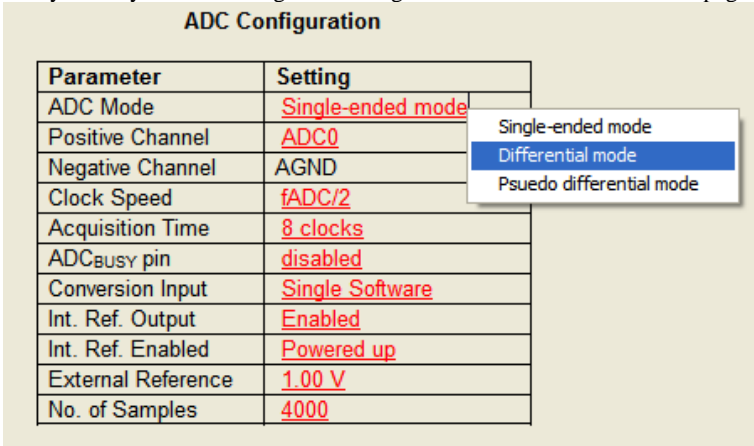 ADC Configuration
Parameter Setting
ADC Mode Single-ended mode
Positive Channel ADC0
Negative Channel AGND
Clock Speed fADC/2
Acquisition Time 8 clocks
ADCBUSY pin disabled
Conversion Input Single Software
Int. Ref. Output Enabled
Int. Ref. Enabled Powered up
External Reference 1.00 V
No. of Samples 4000
Single-ended mode
Differential mode
Psuedo differential mode